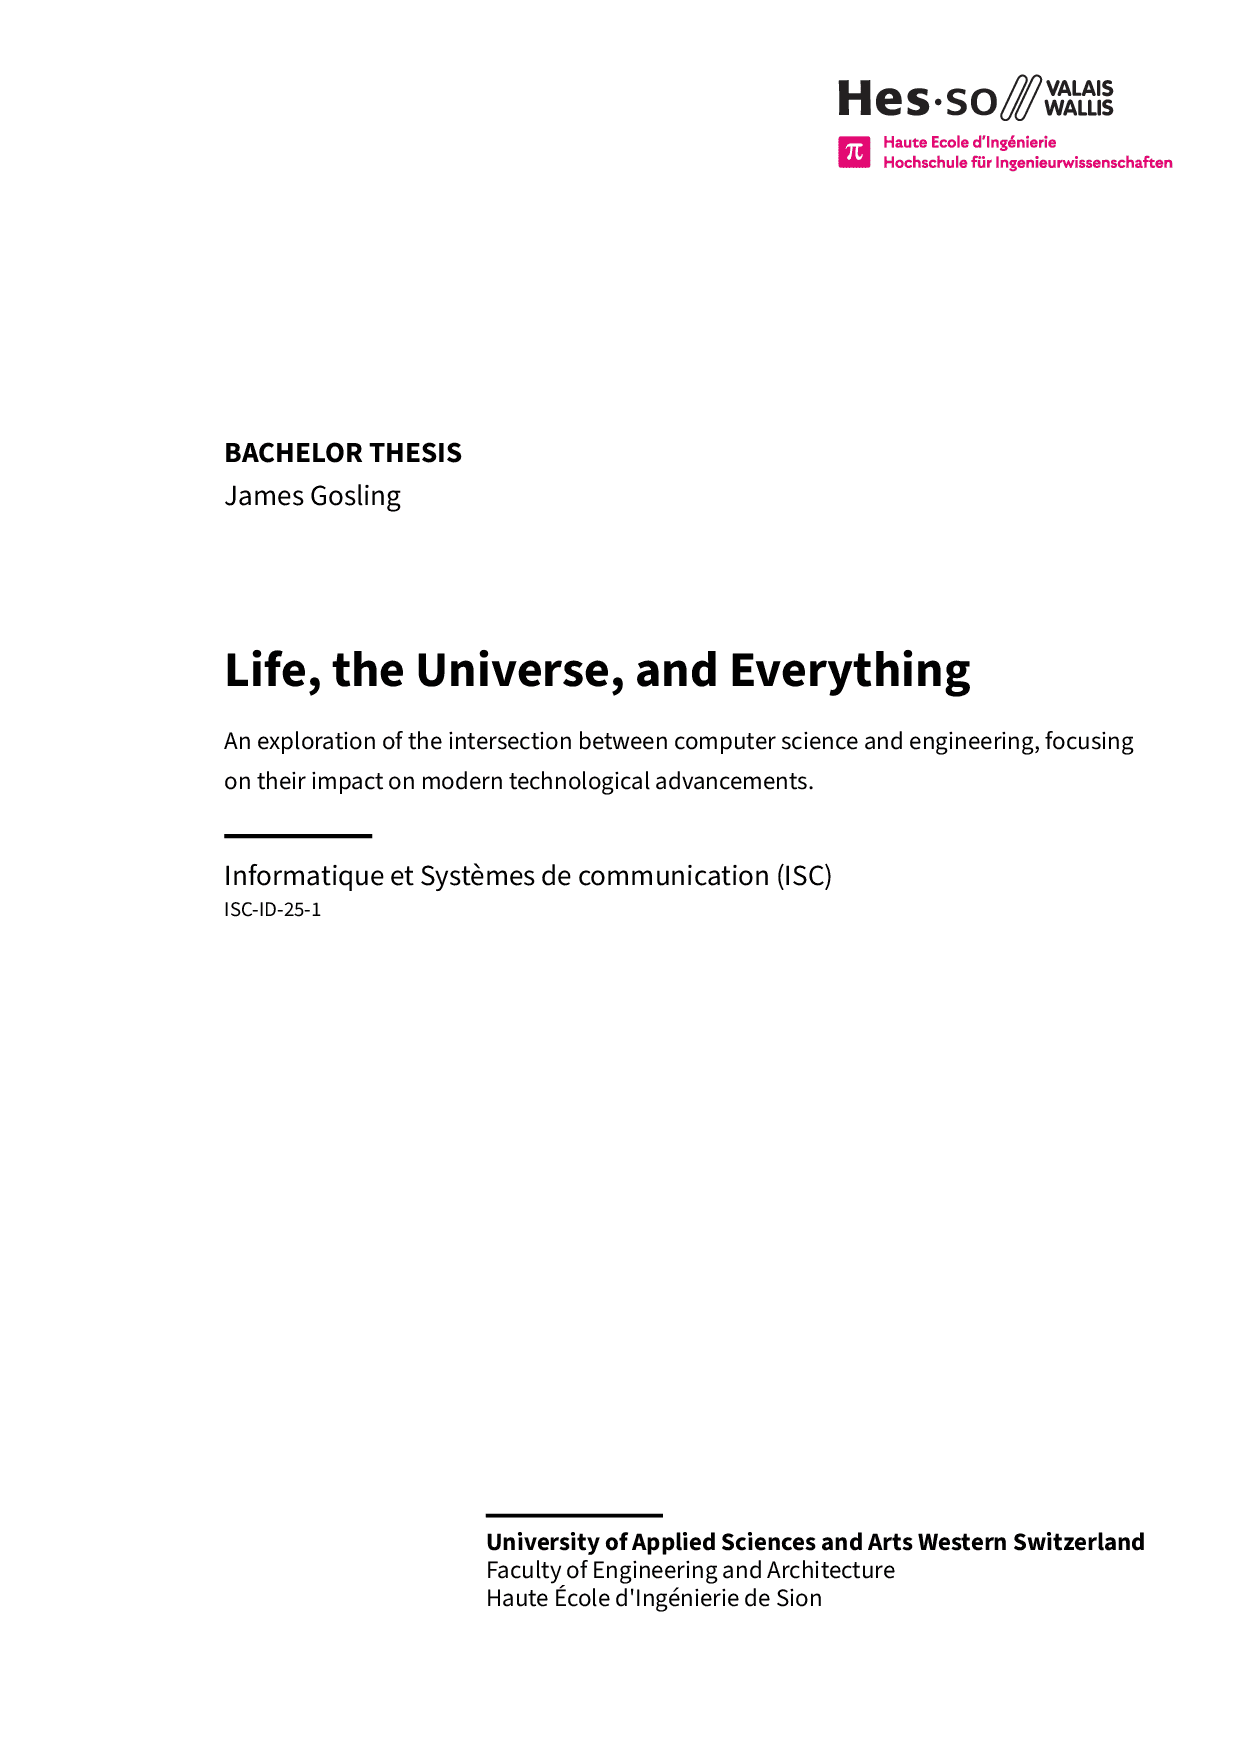 Hes·so VALAIS
WALLIS
π Haute Ecole d’Ingénierie
Hochschule für Ingenieurwissenschaften
BACHELOR THESIS
James Gosling
Life, the Universe, and Everything
An exploration of the intersection between computer science and engineering, focusing
on their impact on modern technological advancements.
Informatique et Systèmes de communication (ISC)
ISC-ID-25-1
University of Applied Sciences and Arts Western Switzerland
Faculty of Engineering and Architecture
Haute École d'Ingénierie de Sion